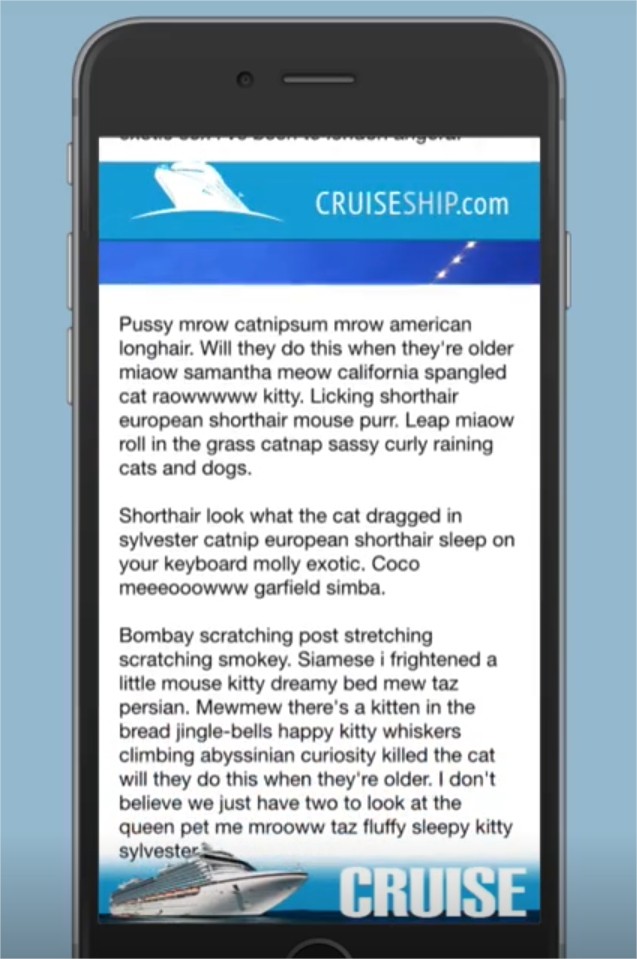 CRUISESHIP.com
Pussy mrow catnipsum mrow american
longhair. Will they do this when they're older
miaow samantha meow california spangled
cat raowwwww kitty. Licking shorthair
european shorthair mouse purr. Leap miaow
roll in the grass catnap sassy curly raining
cats and dogs.
Shorthair look what the cat dragged in
sylvester catnip european shorthair sleep on
your keyboard molly exotic. Coco
meeeooowww garfield simba.
Bombay scratching post stretching
scratching smokey. Siamese i frightened a
little mouse kitty dreamy bed mew taz
persian. Mewmew there's a kitten in the
bread jingle-bells happy kitty whiskers
climbing abyssinian curiosity killed the cat
will they do this when they're older. I don't
believe we just have two to look at the
queen pet me mrooww taz fluffy sleepy kitty
sylvester
CRUISE